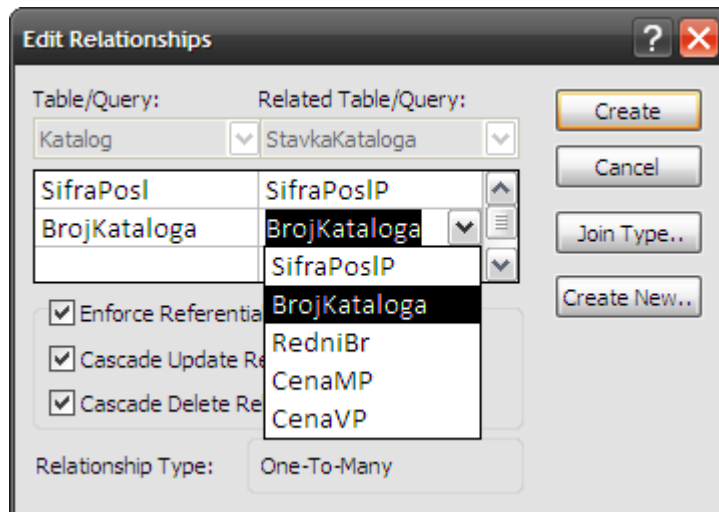 Edit Relationships
?
Table/Query: Related Table/Query:
Create
Katalog StavkaKataloga
Cancel
SifraPosl SifraPoslP
BrojKataloga BrojKataloga
Join Type..
SifraPoslP
BrojKataloga
Create New..
Enforce Referentia
RedniBr
Cascade Update Re
CenaMP
Cascade Delete Re
CenaVP
Relationship Type: One-To-Many